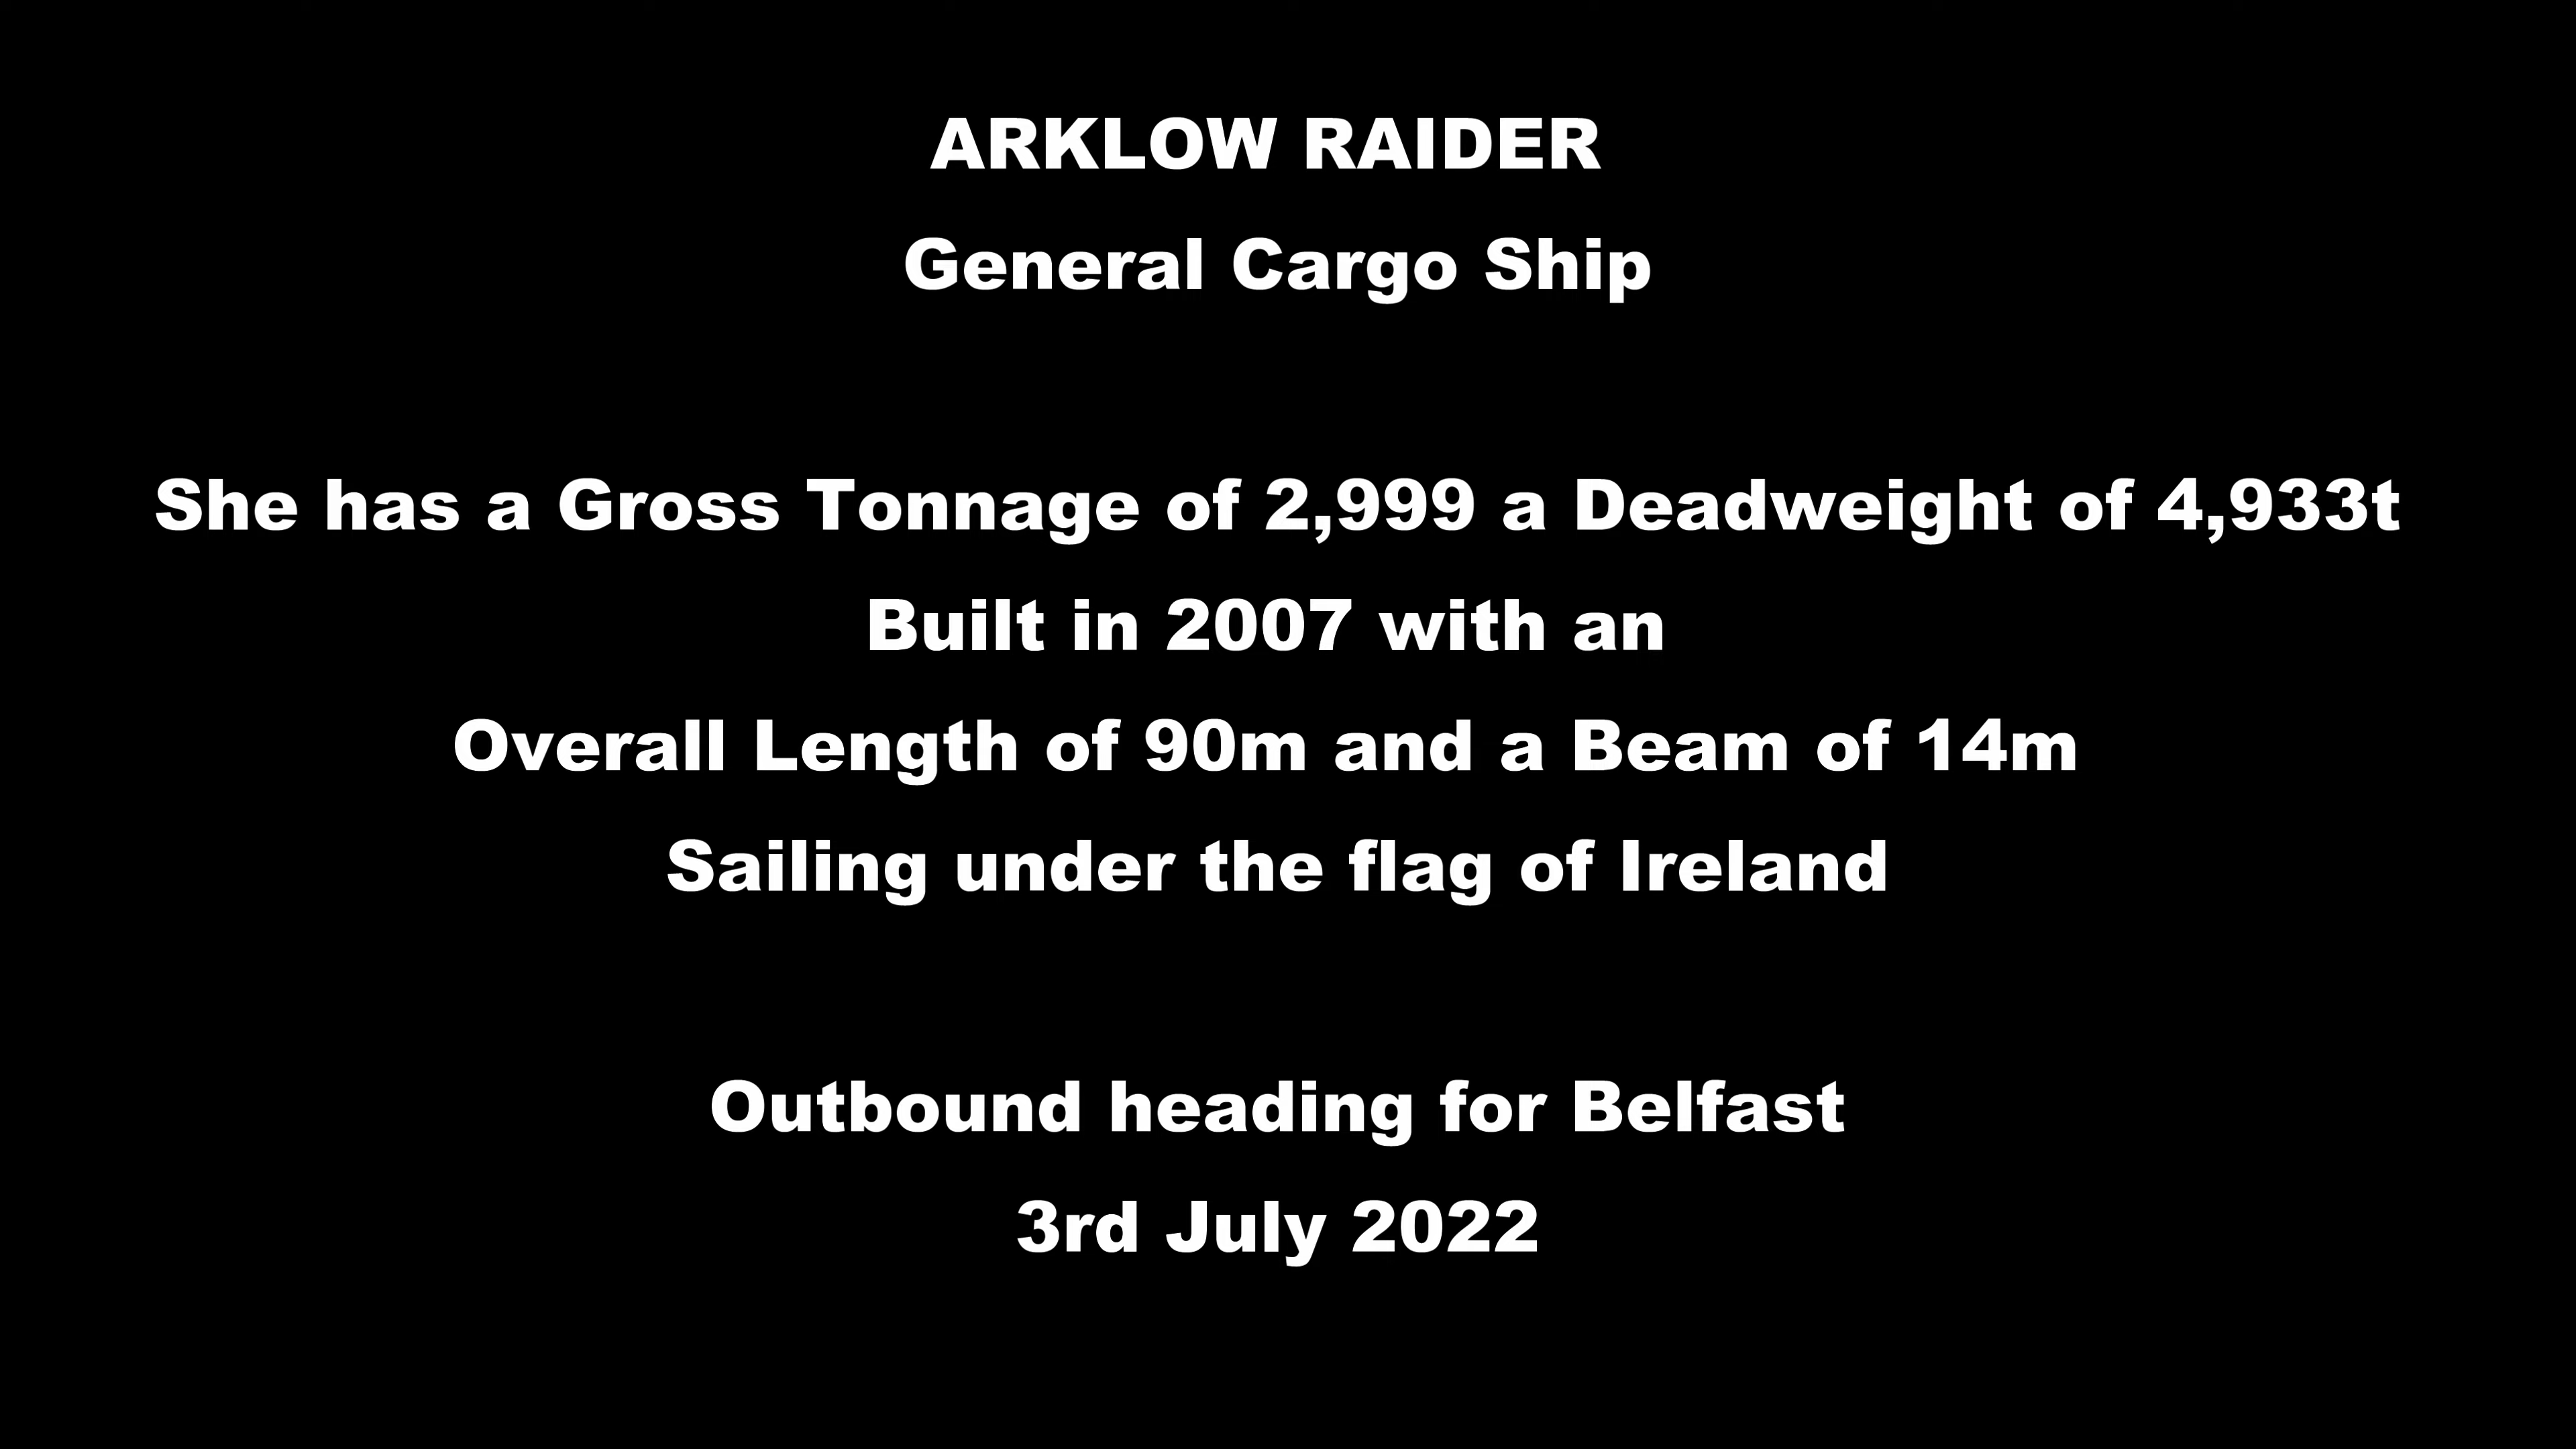 ARKLOW RAIDER
General Cargo Ship
She has a Gross Tonnage of 2,999 a Deadweight of 4,933t
Built in 2007 with an
Overall Length of 90m and a Beam of 14m
Sailing under the flag of Ireland
Outbound heading for Belfast
3rd July 2022